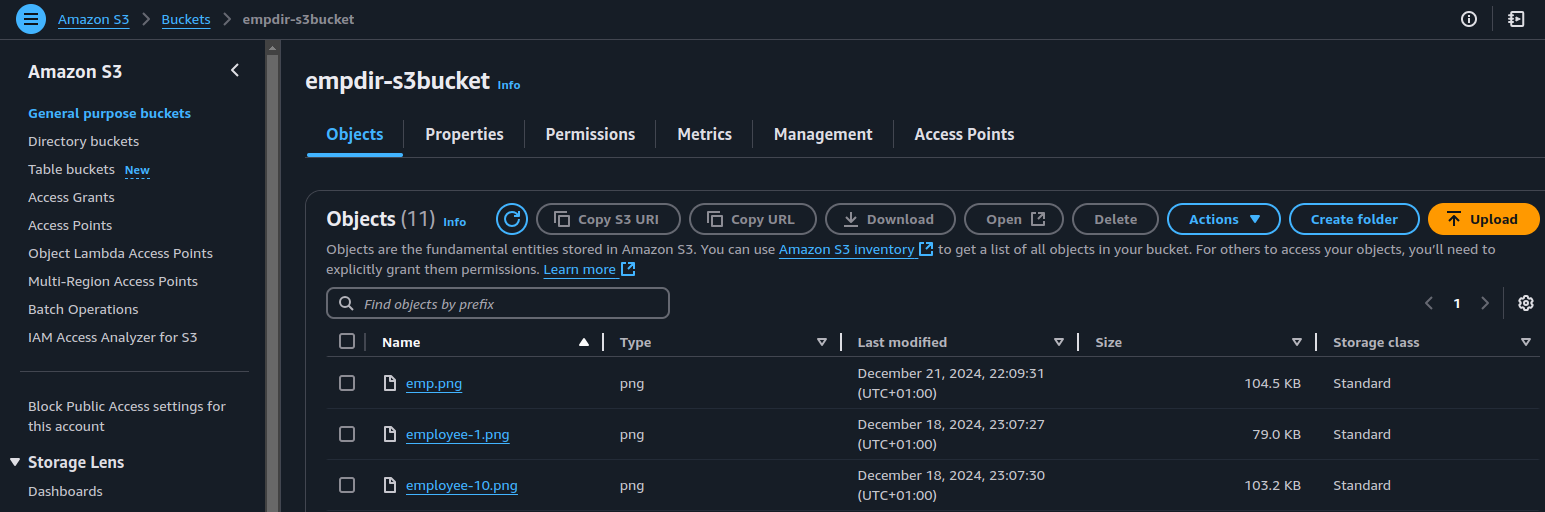 Amazon S3 > Buckets > empdir-s3bucket
Amazon S3
General purpose buckets
Directory buckets
Table buckets New
Access Grants
Access Points
Object Lambda Access Points
Multi-Region Access Points
Batch Operations
IAM Access Analyzer for S3
Block Public Access settings for
this account
Storage Lens
Dashboards
empdir-s3bucket Info
Objects Properties Permissions Metrics Management Access Points
Objects (11) Info Copy S3 URI Copy URL Download Open Delete Actions Create folder Upload
Objects are the fundamental entities stored in Amazon S3. You can use Amazon S3 inventory to get a list of all objects in your bucket. For others to access your objects, you'll need to
explicitly grant them permissions. Learn more
Find objects by prefix 1
Name Type Last modified Size Storage class
emp.png png December 21, 2024, 22:09:31 104.5 KB Standard
(UTC+01:00)
employee-1.png png December 18, 2024, 23:07:27 79.0 KB Standard
(UTC+01:00)
employee-10.png png December 18, 2024, 23:07:30 103.2 KB Standard
(UTC+01:00)